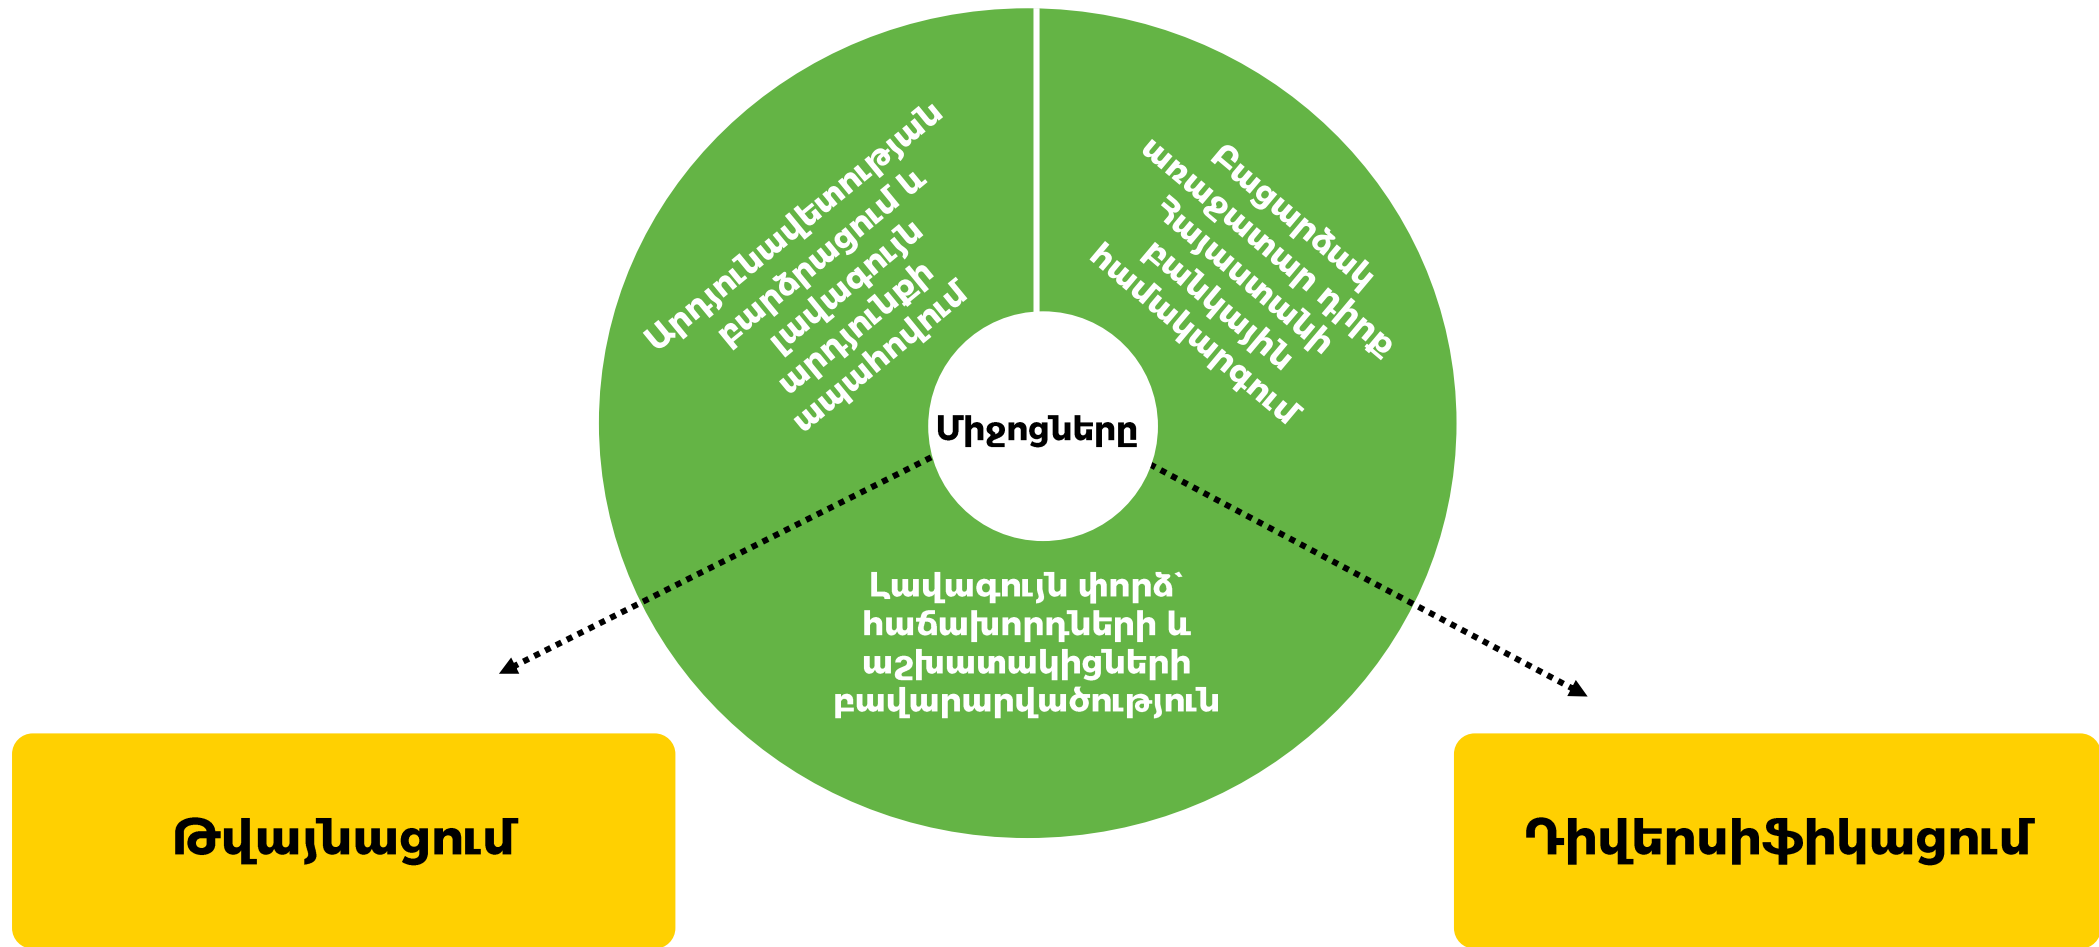 Արդյունավետության
բարձրացում և
լավագույն
արդյունքի
ապահովում
Բացարձակ
առաջատար դիրք
Հայաստանի
բանկային
համակարգում
Միջոցները
Լավագույն փորձ՝
հաճախորդների և
աշխատակիցների
բավարարվածություն
Թվայնացում
Դիվերսիֆիկացում